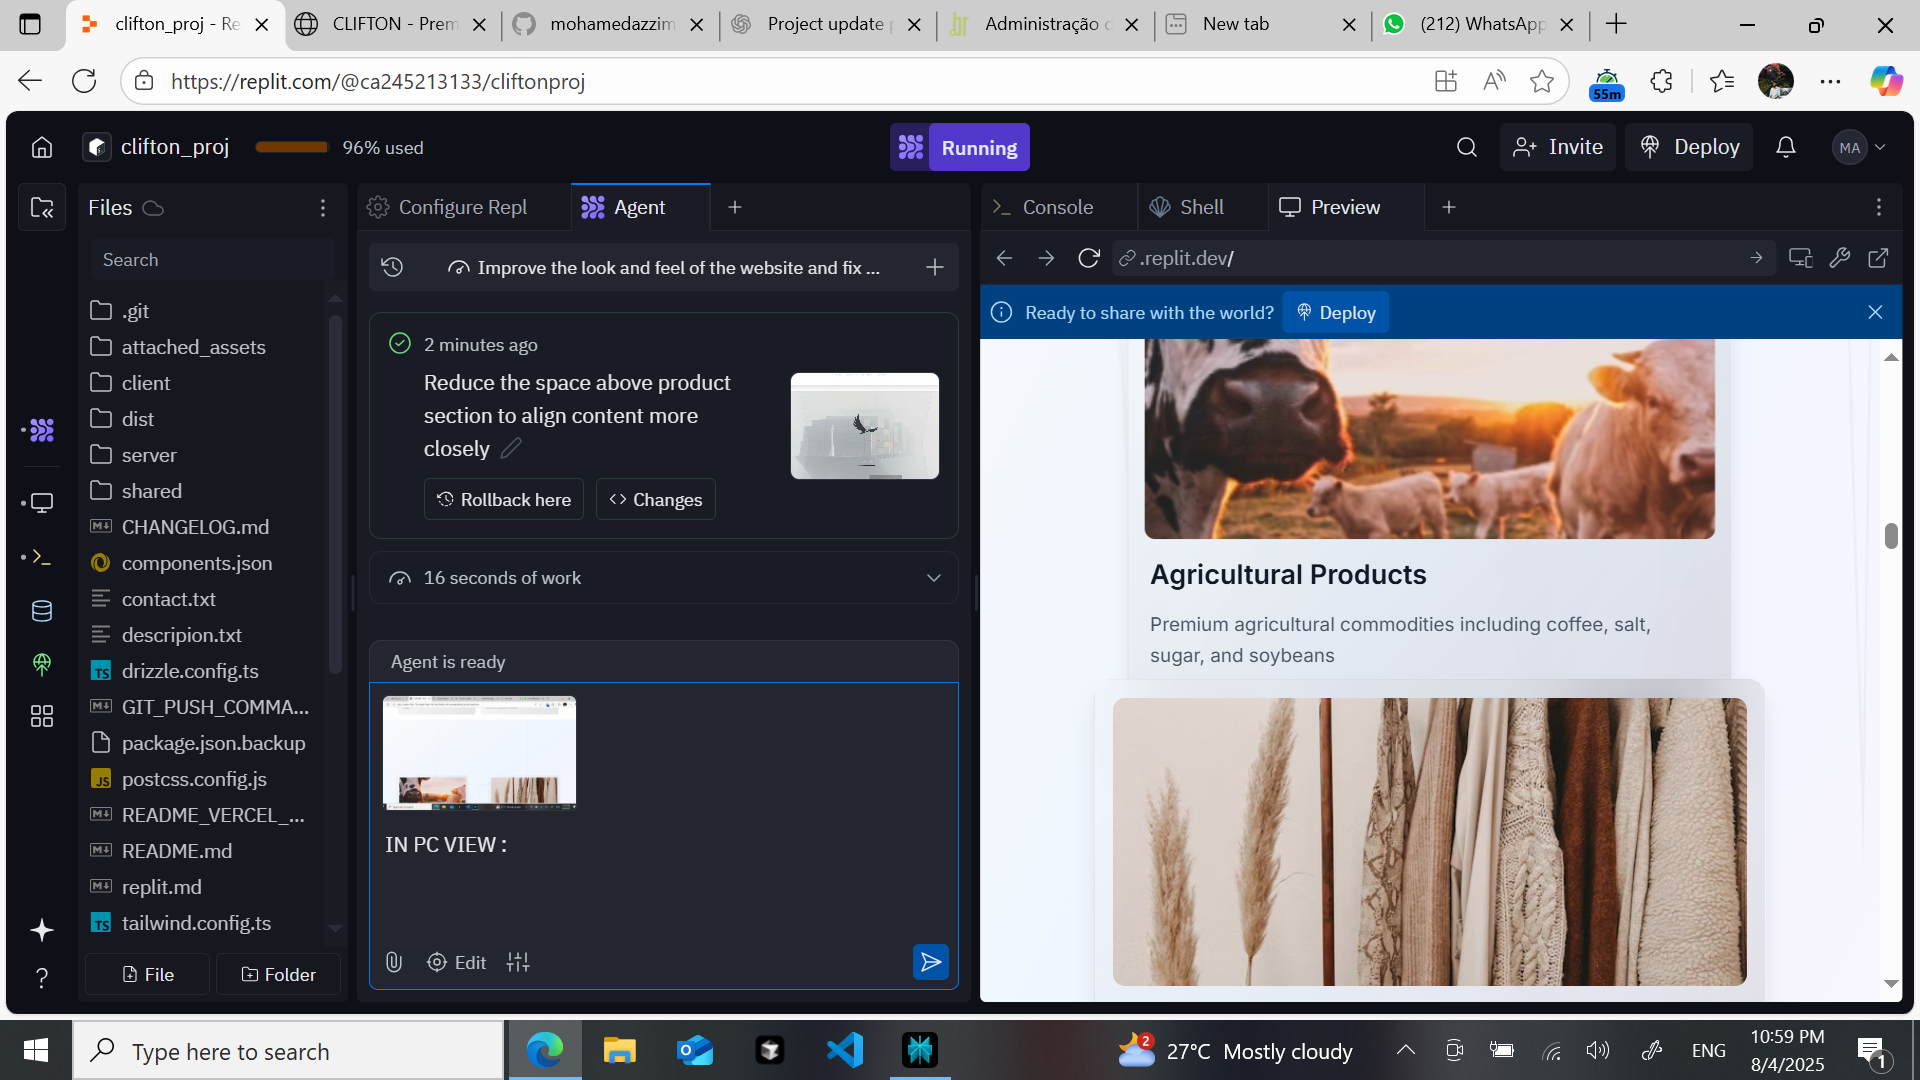 clifton_proj - Re
CLIFTON - Prem
mohamedazzim
Project update p
Administração c
New tab
(212) WhatsApp
https://replit.com/@ca245213133/cliftonproj
55m
clifton_proj
96% used
Running
Invite
Deploy
MA
Files
Search
.git
attached_assets
client
dist
server
shared
CHANGELOG.md
components.json
contact.txt
descripion.txt
drizzle.config.ts
GIT_PUSH_COMMA...
package.json.backup
postcss.config.js
README_VERCEL_...
README.md
replit.md
tailwind.config.ts
File
Folder
Configure Repl
Agent
Improve the look and feel of the website and fix ...
2 minutes ago
Reduce the space above product
section to align content more
closely
Rollback here
Changes
16 seconds of work
Agent is ready
IN PC VIEW :
Edit
Console
Shell
Preview
.replit.dev/
Ready to share with the world?
Deploy
Agricultural Products
Premium agricultural commodities including coffee, salt,
sugar, and soybeans
Type here to search
2
27°C Mostly cloudy
ENG
10:59 PM
8/4/2025
1